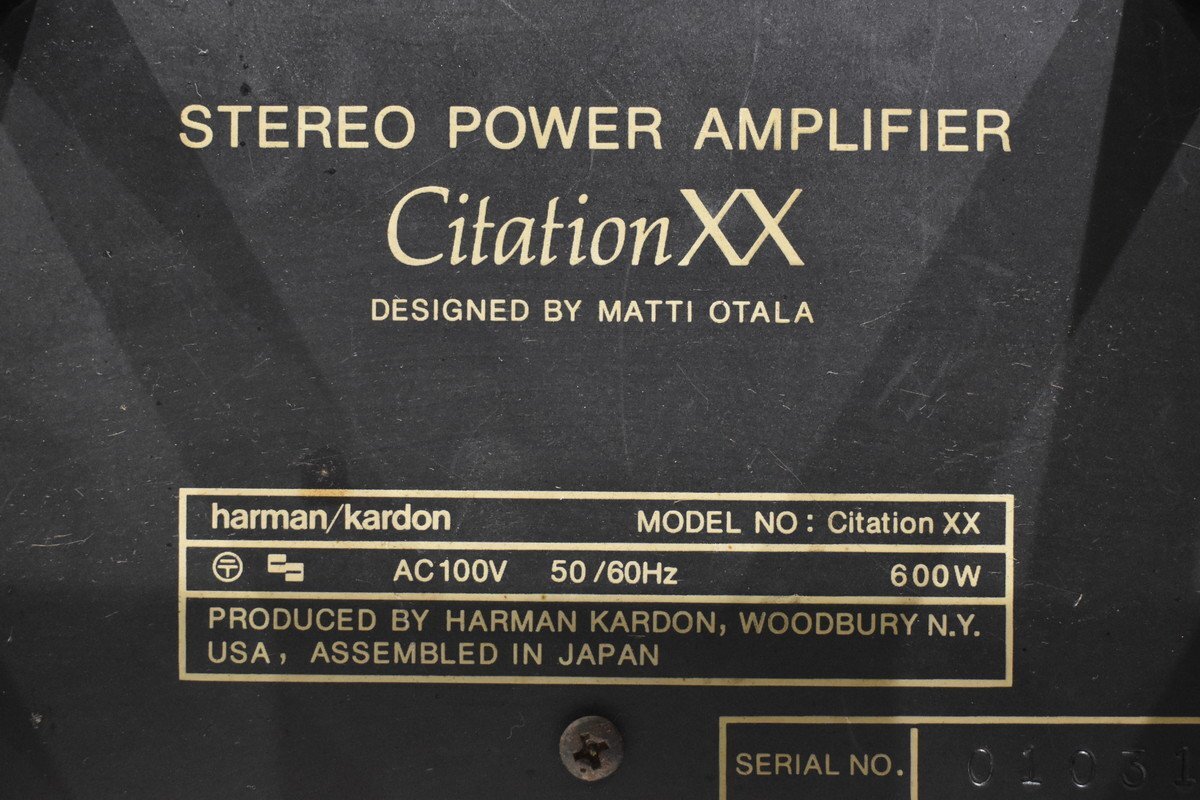 STEREO POWER AMPLIFIER
Citation XX
DESIGNED BY MATTI OTALA
harman/kardon MODEL NO: Citation XX
AC100V 50/60Hz 600W
PRODUCED BY HARMAN KARDON, WOODBURY N.Y.
USA, ASSEMBLED IN JAPAN
SERIAL NO. 01031